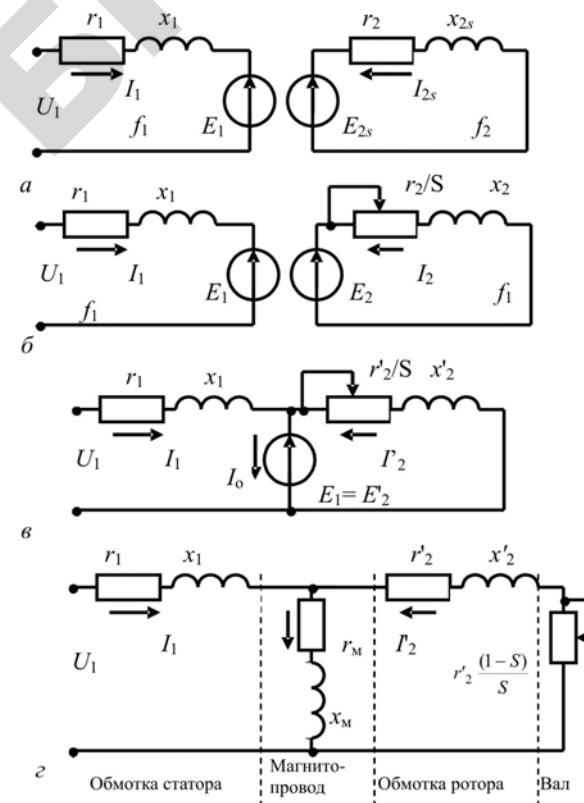 r₁ x₁ r₂ x₂ₛ
I₁ I₂ₛ
U₁
f₁ E₁ E₂ₛ f₂
а
r₁ x₁ r₂/S x₂
U₁ I₁ E₁ E₂ I₂ f₁
f₁
б
r₁ x₁ r'₂/S x'₂
U₁ I₁ Iₒ I'₂
E₁= E'₂
в
r₁ x₁ r'₂ x'₂
I₁ I'₂
U₁ rм r'₂ (1−S)/S
xм
г
Обмотка статора Магнито- Обмотка ротора Вал
провод